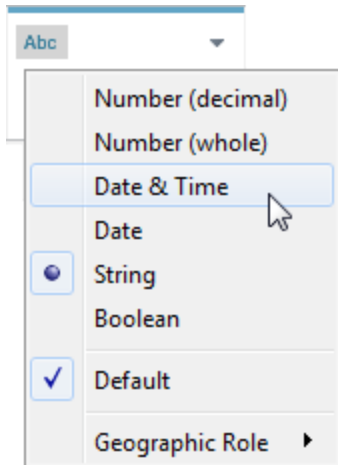 Abc
Number (decimal)
Number (whole)
Date & Time
Date
String
Boolean
Default
Geographic Role